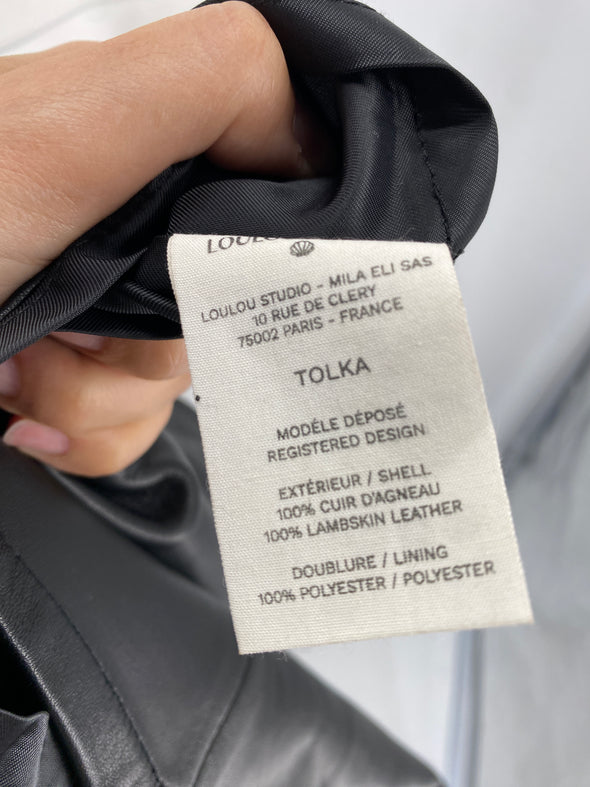 LOULOU
LOULOU STUDIO - MILA ELI SAS
10 RUE DE CLERY
75002 PARIS - FRANCE
TOLKA
MODÈLE DÉPOSÉ
REGISTERED DESIGN
EXTÉRIEUR / SHELL
100% CUIR D'AGNEAU
100% LAMBSKIN LEATHER
DOUBLURE / LINING
100% POLYESTER / POLYESTER